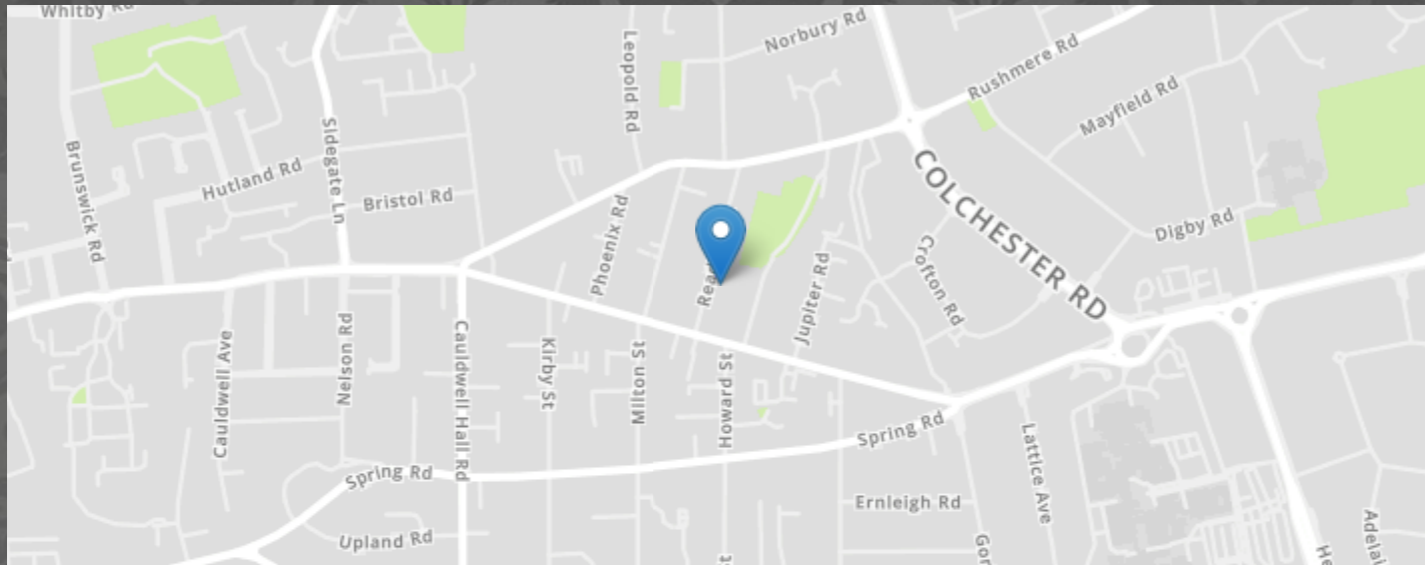 Whitby Rd
Leopold Rd
Norbury Rd
Rushmere Rd
Mayfield Rd
Brunswick Rd
Sidegate Ln
Hutland Rd
Bristol Rd
COLCHESTER RD
Phoenix Rd
Digby Rd
Crofton Rd
Jupiter Rd
Cauldwell Ave
Nelson Rd
Cauldwell Hall Rd
Kirby St
Milton St
Howard St
Spring Rd
Spring Rd
Lattice Ave
Ernleigh Rd
Upland Rd